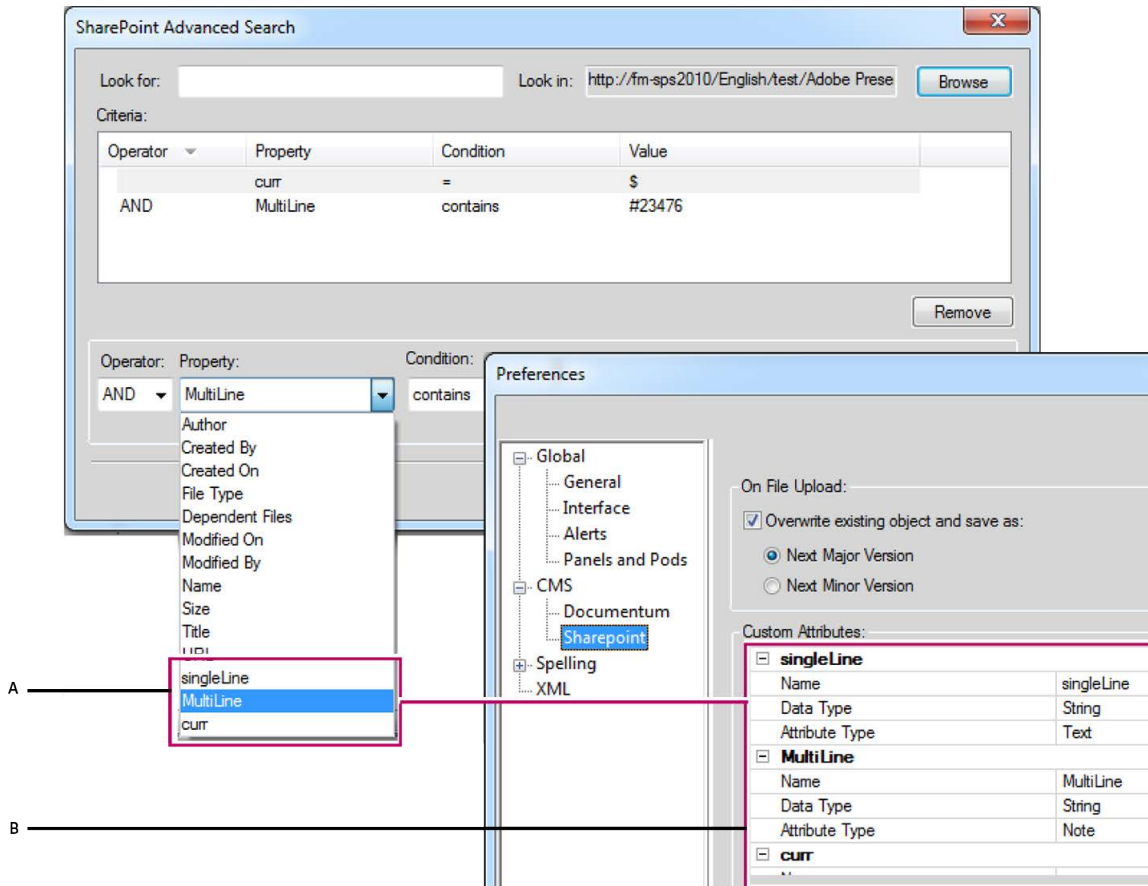 SharePoint Advanced Search
Look for:
Look in: http://fm-sps2010/English/test/Adobe Prese Browse
Criteria:
Operator Property Condition Value
curr = $
AND MultiLine contains #23476
Remove
Operator: Property: Condition:
AND MultiLine contains
Author
Created By
Created On
File Type
Dependent Files
Modified On
Modified By
Name
Size
Title
URL
singleLine
MultiLine
curr
A
B
Preferences
Global
General
Interface
Alerts
Panels and Pods
CMS
Documentum
Sharepoint
Spelling
XML
On File Upload:
Overwrite existing object and save as:
Next Major Version
Next Minor Version
Custom Attributes:
singleLine
Name singleLine
Data Type String
Attribute Type Text
MultiLine
Name MultiLine
Data Type String
Attribute Type Note
curr